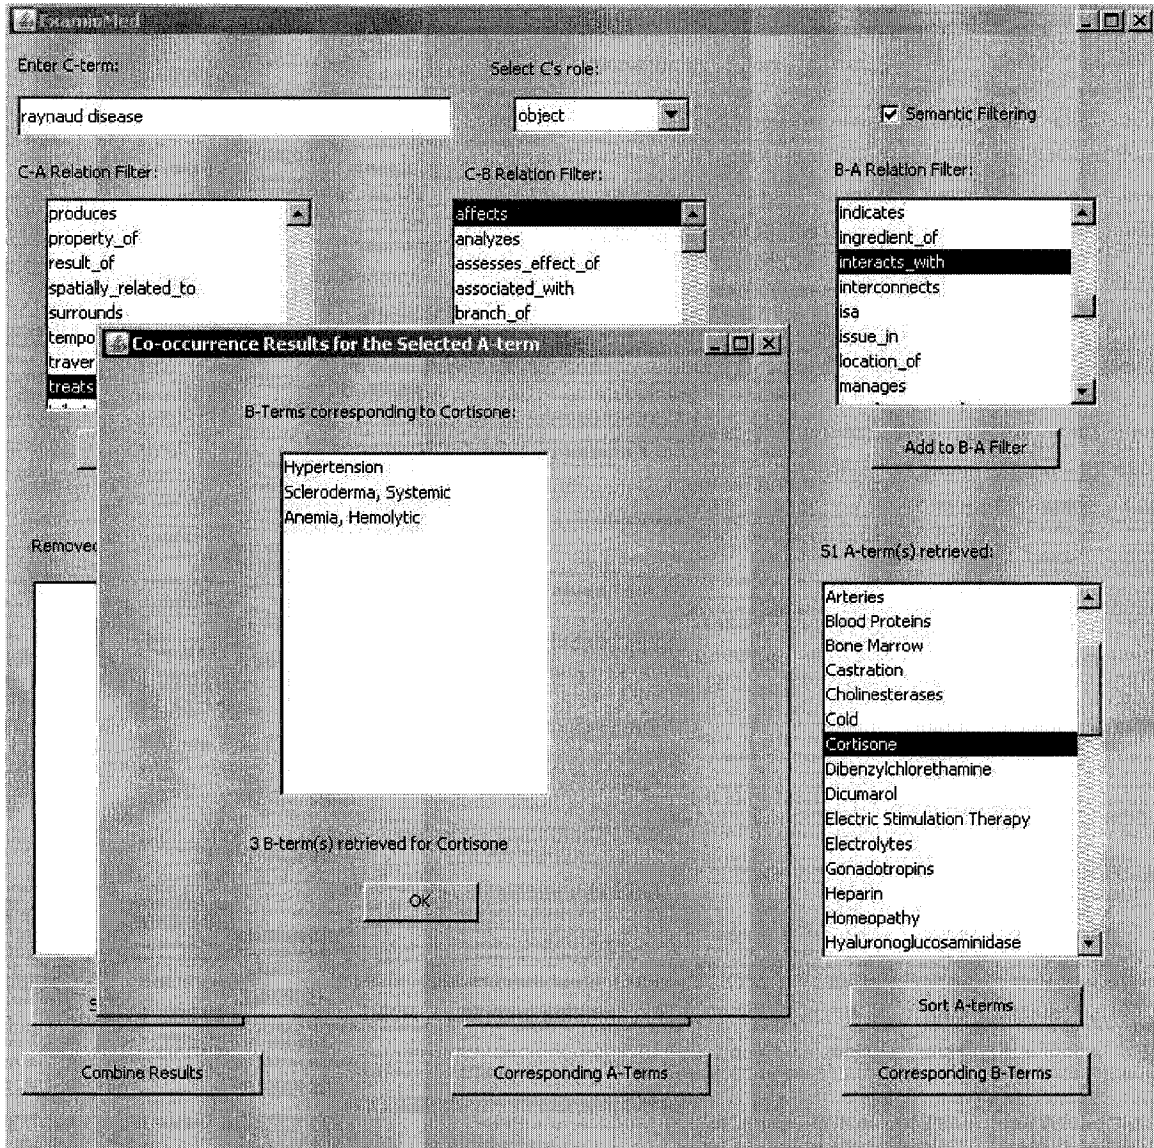 ExaminMed
Enter C-term:
Select C's role:
raynaud disease
object
Semantic Filtering
C-A Relation Filter:
C-B Relation Filter:
B-A Relation Filter:
produces
property_of
result_of
spatially_related_to
surrounds
tempo
traver
treats
affects
analyzes
assesses_effect_of
associated_with
branch_of
indicates
ingredient_of
interacts_with
interconnects
isa
issue_in
location_of
manages
Add to B-A Filter
Co-occurrence Results for the Selected A-term
B-Terms corresponding to Cortisone:
Hypertension
Scleroderma, Systemic
Anemia, Hemolytic
3 B-term(s) retrieved for Cortisone
OK
Removed
51 A-term(s) retrieved:
Arteries
Blood Proteins
Bone Marrow
Castration
Cholinesterases
Cold
Cortisone
Dibenzylchlorethamine
Dicumarol
Electric Stimulation Therapy
Electrolytes
Gonadotropins
Heparin
Homeopathy
Hyaluronoglucosaminidase
S
Sort A-terms
Combine Results
Corresponding A-Terms
Corresponding B-Terms